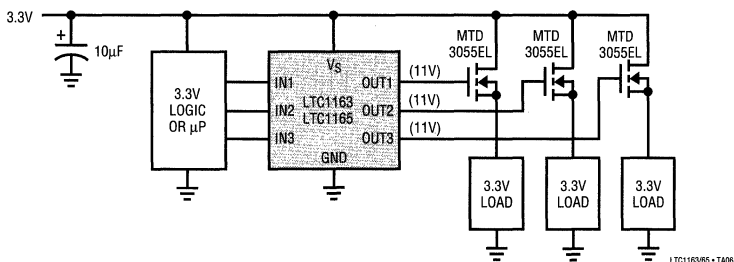 3.3V
+
10µF
3.3V
LOGIC
OR µP
VS
IN1
IN2
IN3
LTC1163
LTC1165
OUT1
OUT2
OUT3
GND
(11V)
(11V)
(11V)
MTD
3055EL
MTD
3055EL
MTD
3055EL
3.3V
LOAD
3.3V
LOAD
3.3V
LOAD
LTC1163/65 • TA06